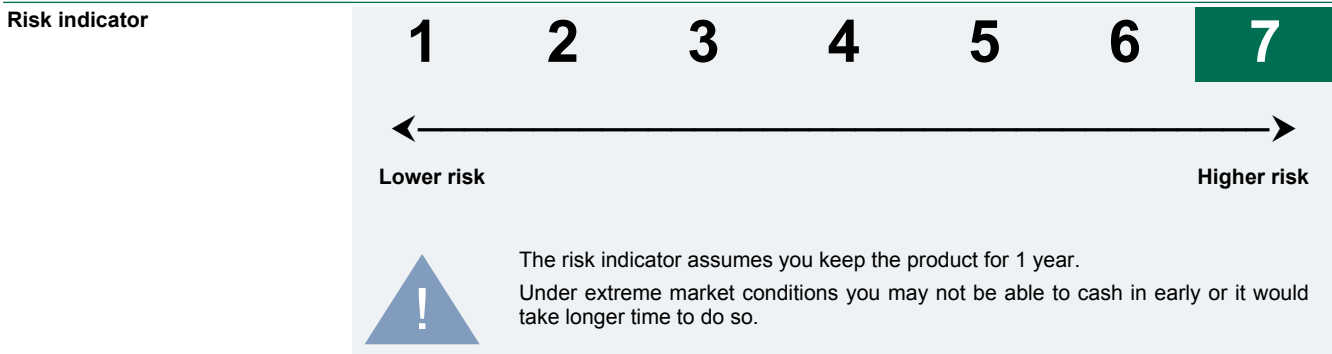 Risk indicator
1 2 3 4 5 6 7
Lower risk Higher risk
!
The risk indicator assumes you keep the product for 1 year.
Under extreme market conditions you may not be able to cash in early or it would
take longer time to do so.